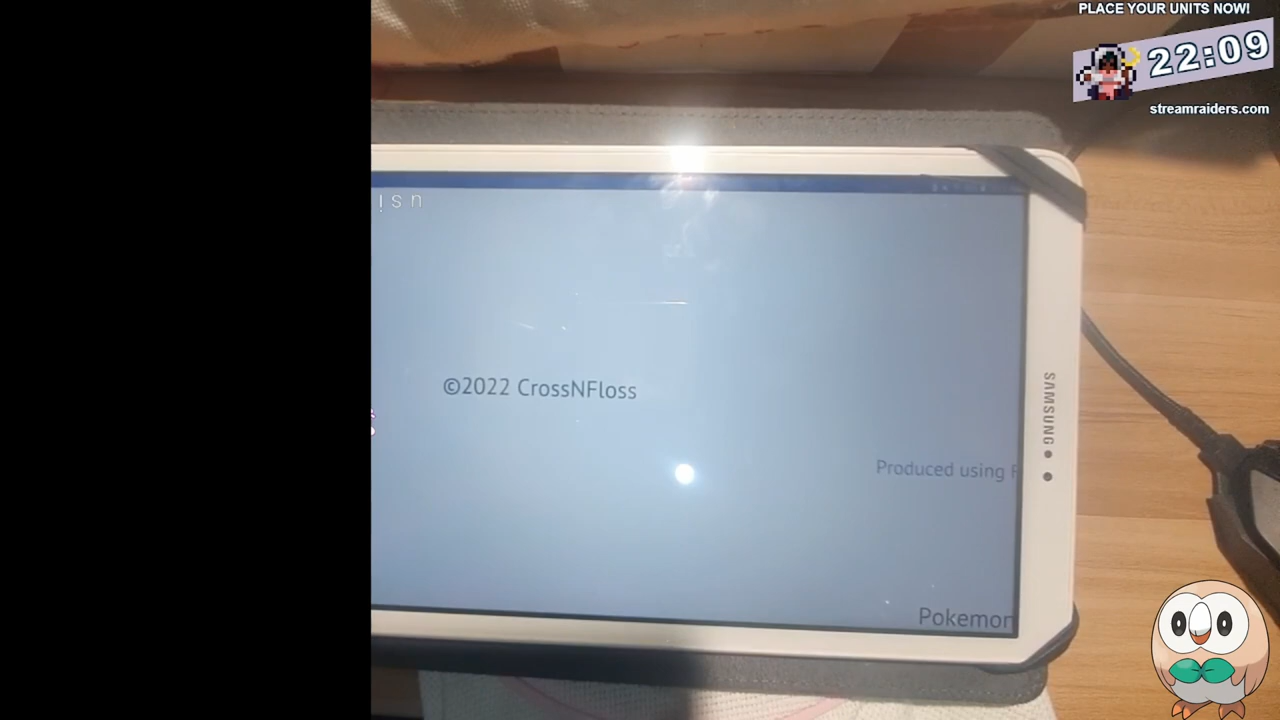 PLACE YOUR UNITS NOW!
22:09
streamraiders.com
©2022 CrossNFloss
SAMSUNG
Produced using
Pokemon